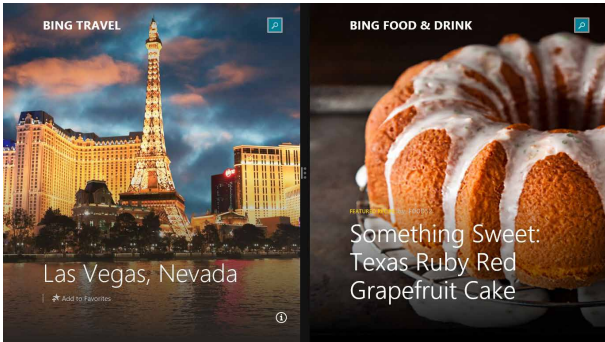 BING TRAVEL
Las Vegas, Nevada
Add to Favorites
BING FOOD & DRINK
Something Sweet:
Texas Ruby Red
Grapefruit Cake